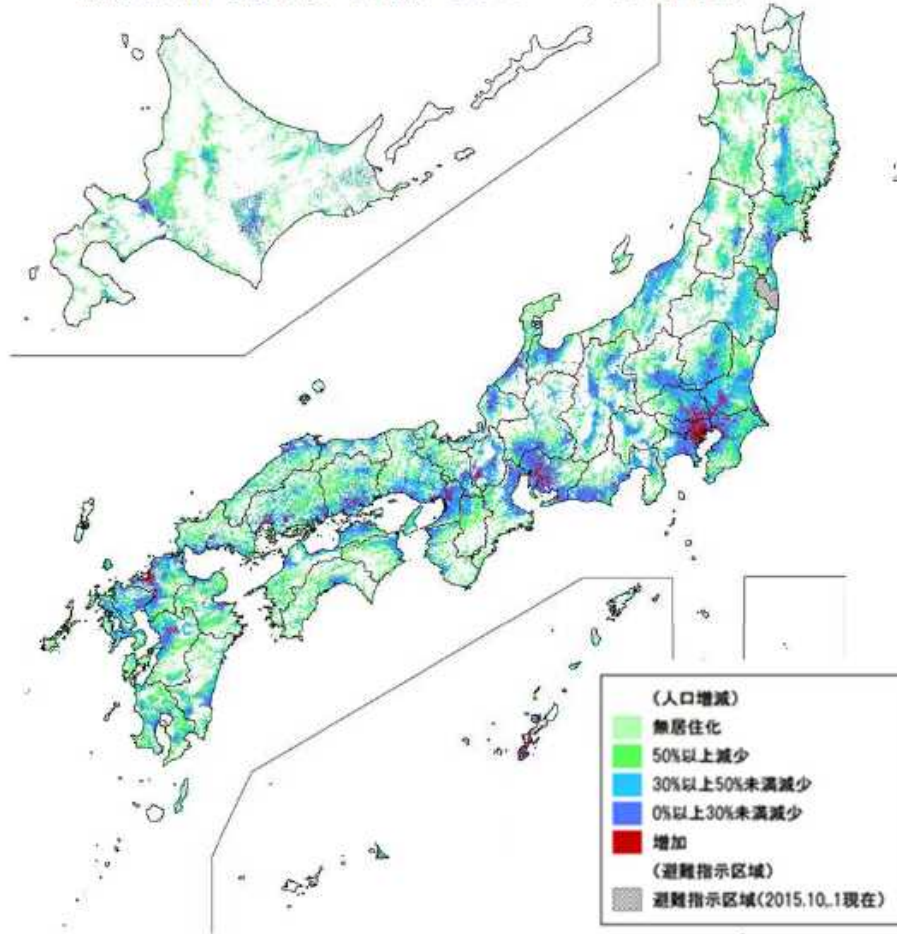 (人口増減)
無居住化
50%以上減少
30%以上50%未満減少
0%以上30%未満減少
増加
(避難指示区域)
避難指示区域(2015.10,.1現在)